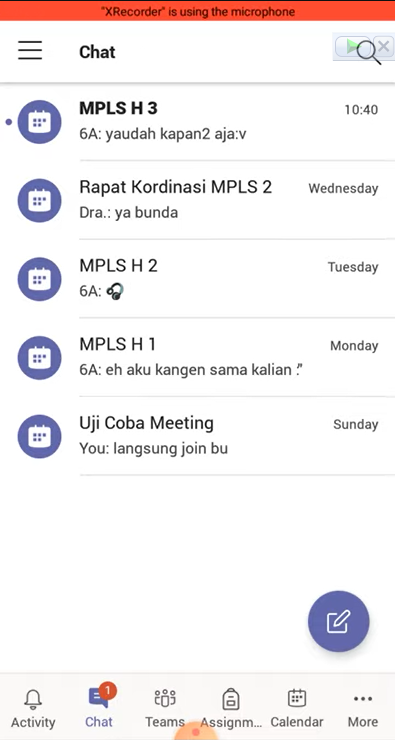 "XRecorder" is using the microphone
Chat
MPLS H 3
10:40
6A: yaudah kapan2 aja:v
Rapat Kordinasi MPLS 2
Wednesday
Dra.: ya bunda
MPLS H 2
Tuesday
6A: 🎧
MPLS H 1
Monday
6A: eh aku kangen sama kalian :"
Uji Coba Meeting
Sunday
You: langsung join bu
1
Activity
Chat
Teams
Assignm...
Calendar
More